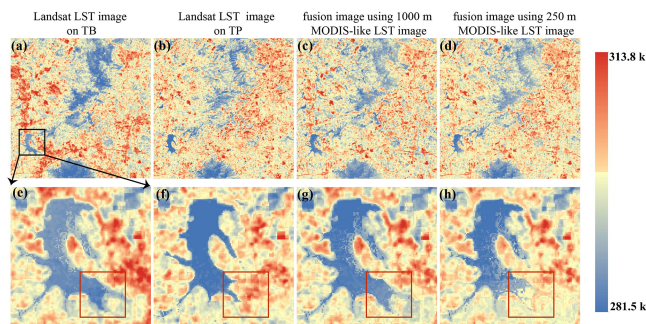 Landsat LST image
on TB
Landsat LST image
on TP
fusion image using 1000 m
MODIS-like LST image
fusion image using 250 m
MODIS-like LST image
(a)
(b)
(c)
(d)
313.8 k
(e)
(f)
(g)
(h)
281.5 k